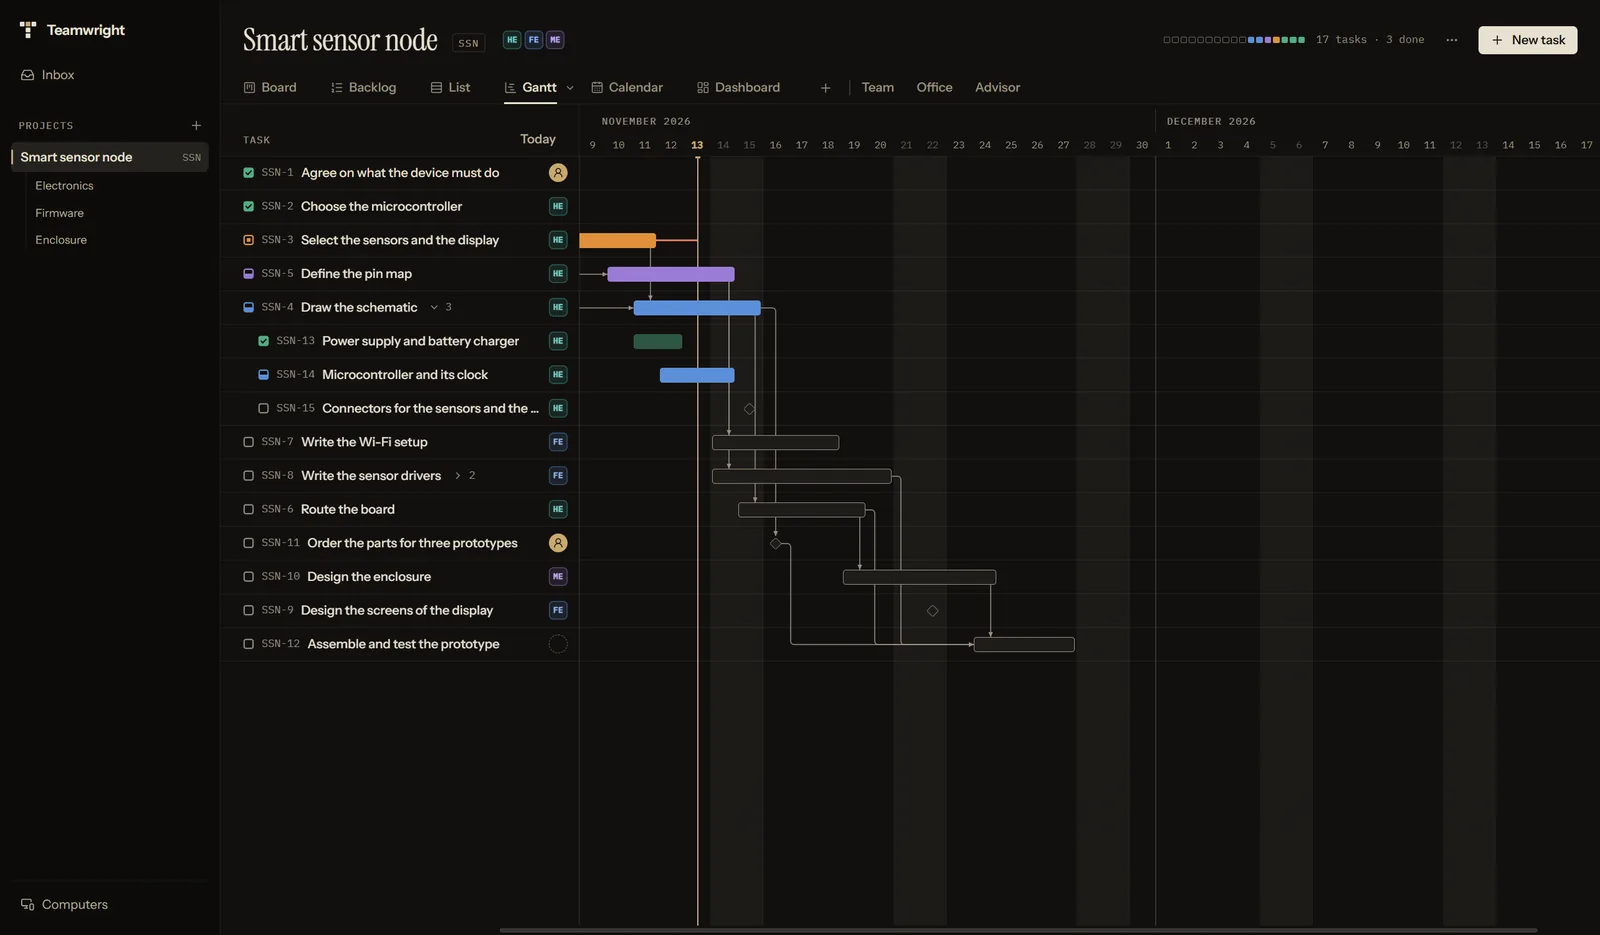 Teamwright
Inbox
PROJECTS
Smart sensor node SSN
Electronics
Firmware
Enclosure
Computers
Smart sensor node SSN HE FE ME
17 tasks · 3 done
New task
Board Backlog List Gantt Calendar Dashboard Team Office Advisor
TASK Today
NOVEMBER 2026 DECEMBER 2026
9 10 11 12 13 14 15 16 17 18 19 20 21 22 23 24 25 26 27 28 29 30 1 2 3 4 5 6 7 8 9 10 11 12 13 14 15 16 17
SSN-1 Agree on what the device must do
SSN-2 Choose the microcontroller HE
SSN-3 Select the sensors and the display HE
SSN-5 Define the pin map HE
SSN-4 Draw the schematic 3 HE
SSN-13 Power supply and battery charger HE
SSN-14 Microcontroller and its clock HE
SSN-15 Connectors for the sensors and the ... HE
SSN-7 Write the Wi-Fi setup FE
SSN-8 Write the sensor drivers 2 FE
SSN-6 Route the board HE
SSN-11 Order the parts for three prototypes
SSN-10 Design the enclosure ME
SSN-9 Design the screens of the display FE
SSN-12 Assemble and test the prototype